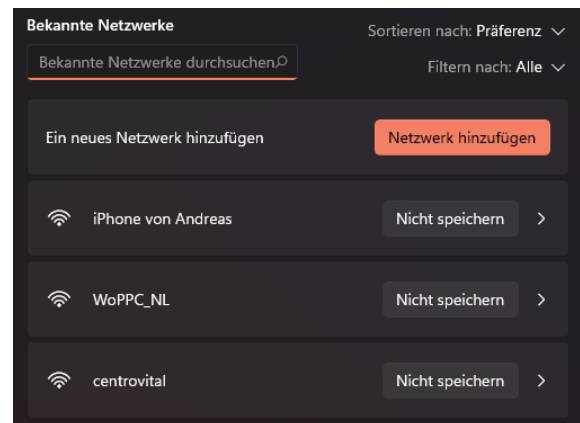 Bekannte Netzwerke
Sortieren nach: Präferenz
Bekannte Netzwerke durchsuchen
Filtern nach: Alle
Ein neues Netzwerk hinzufügen
Netzwerk hinzufügen
iPhone von Andreas
Nicht speichern
WoPPC_NL
Nicht speichern
centrovital
Nicht speichern